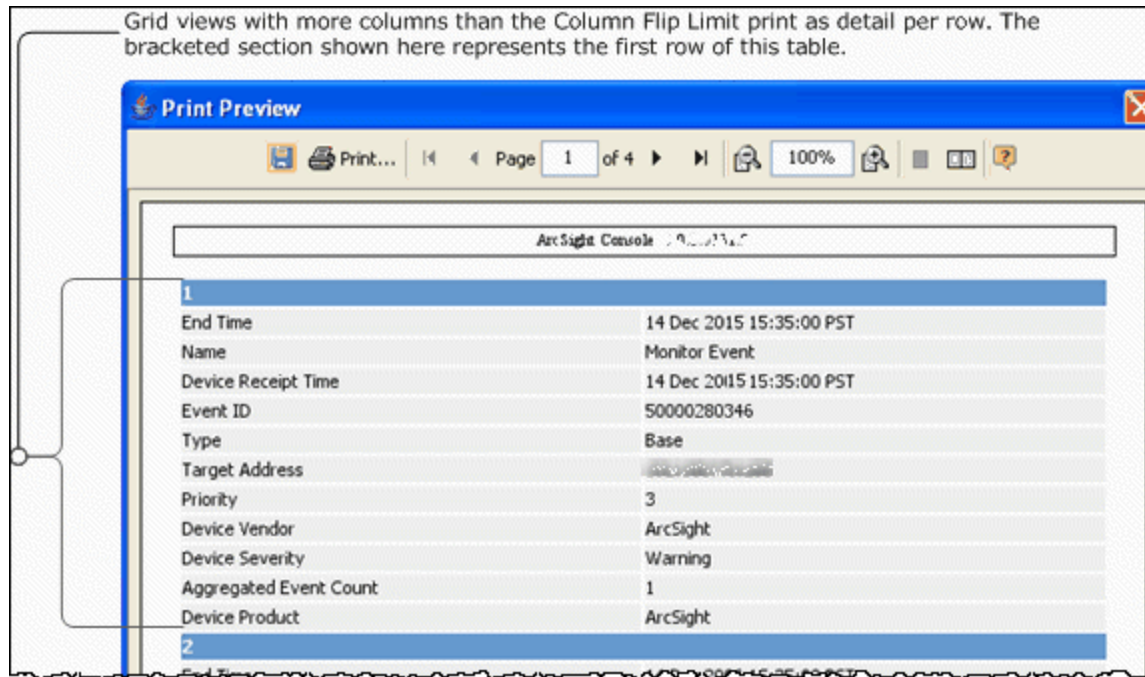 Grid views with more columns than the Column Flip Limit print as detail per row. The
bracketed section shown here represents the first row of this table.
Print Preview
Print... Page 1 of 4 100%
ArcSight Console
1
End Time 14 Dec 2015 15:35:00 PST
Name Monitor Event
Device Receipt Time 14 Dec 2015 15:35:00 PST
Event ID 50000280346
Type Base
Target Address
Priority 3
Device Vendor ArcSight
Device Severity Warning
Aggregated Event Count 1
Device Product ArcSight
2
End Time